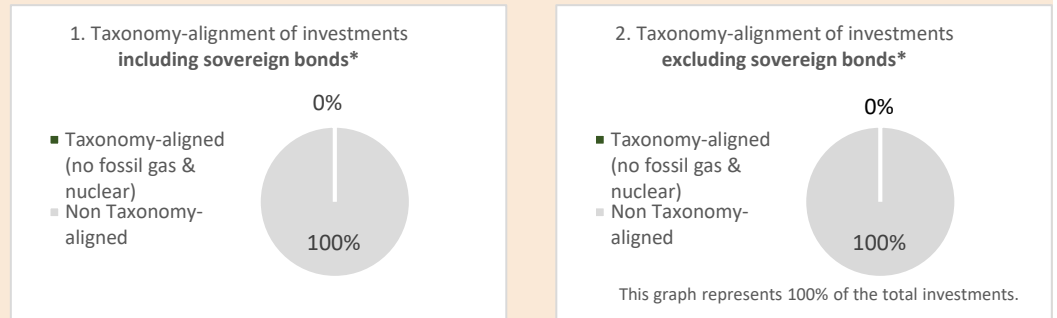 1. Taxonomy-alignment of investments
including sovereign bonds*
0%
Taxonomy-aligned
(no fossil gas &
nuclear)
Non Taxonomy-
aligned
100%
2. Taxonomy-alignment of investments
excluding sovereign bonds*
0%
Taxonomy-aligned
(no fossil gas &
nuclear)
Non Taxonomy-
aligned
100%
This graph represents 100% of the total investments.